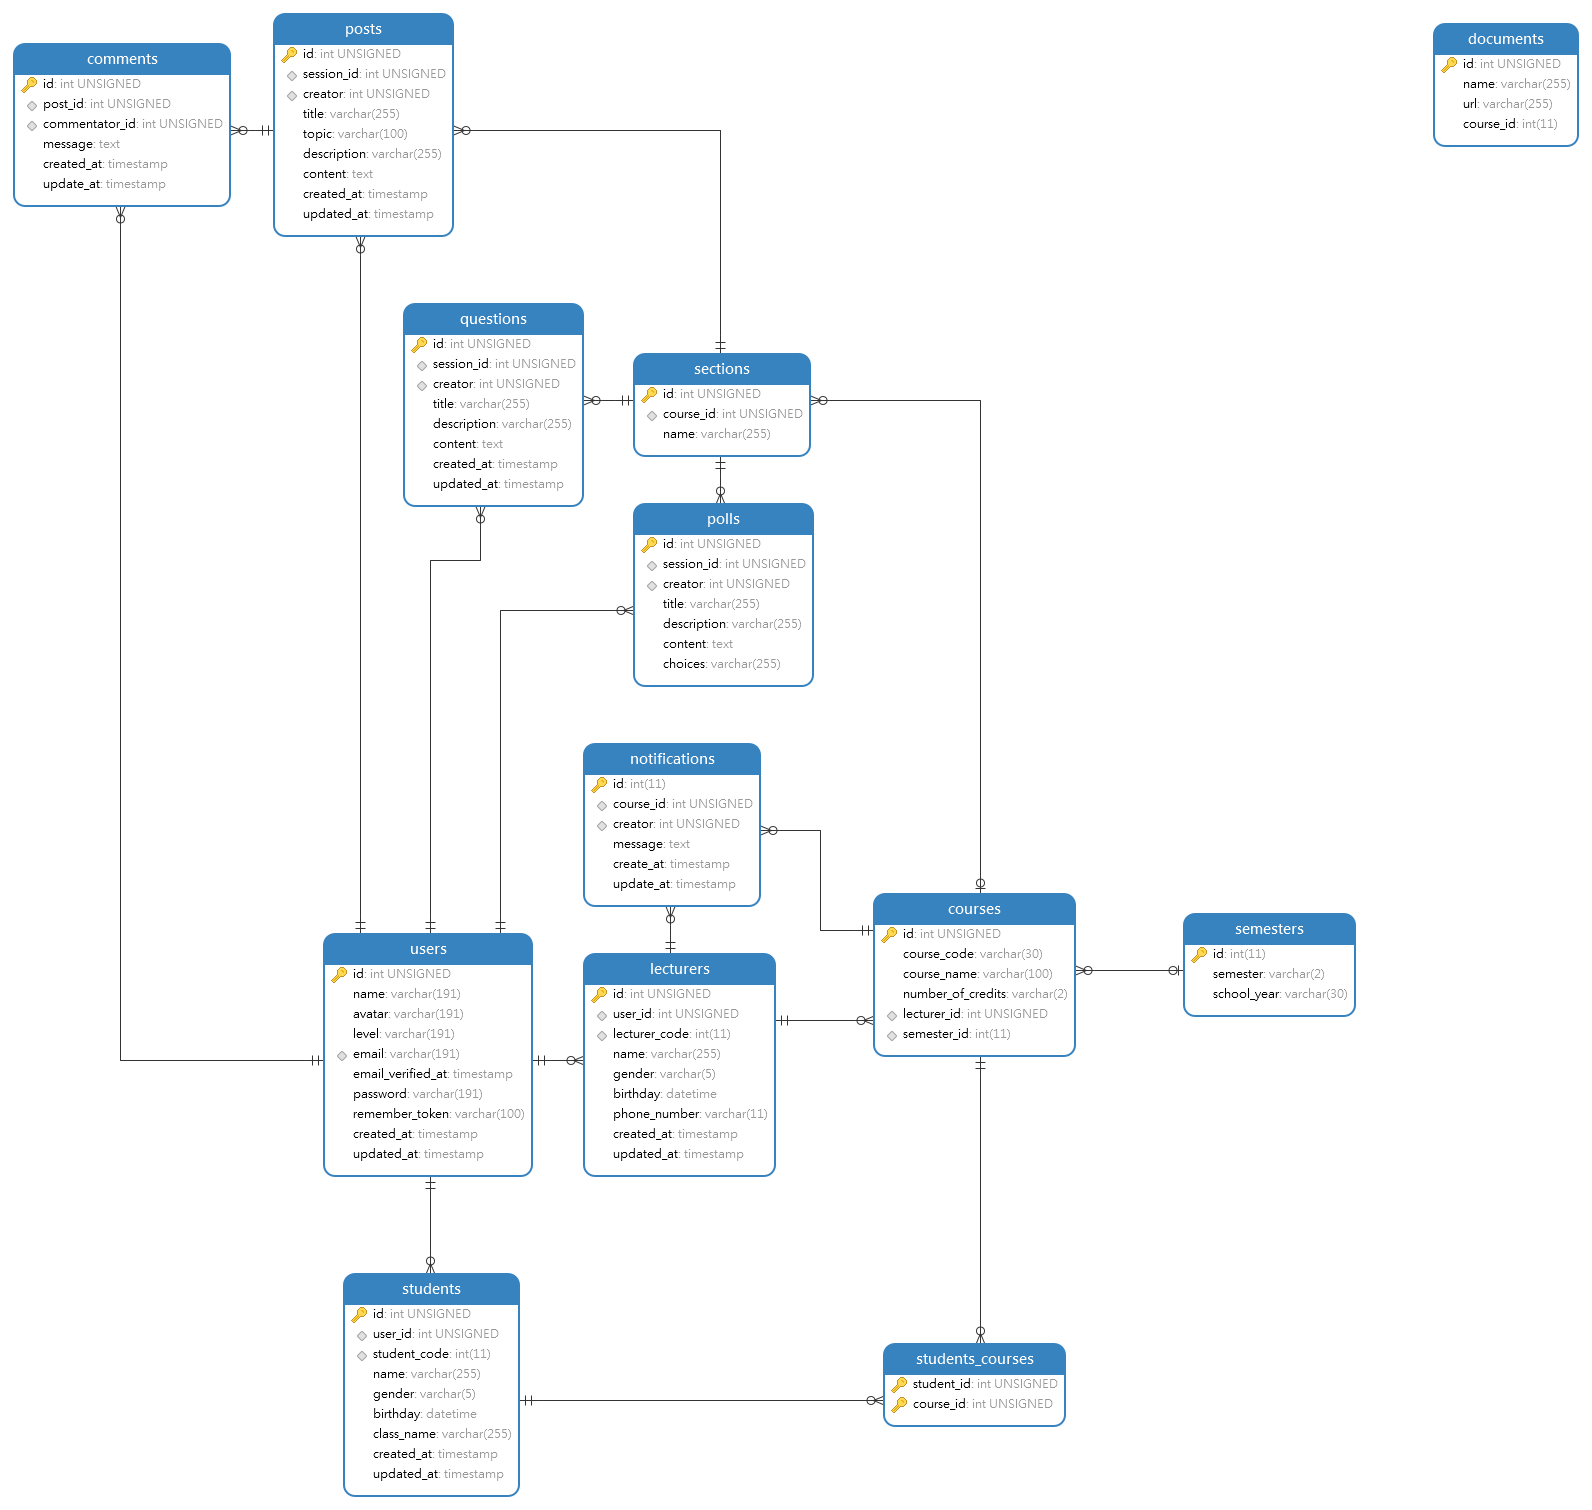 comments
id: int UNSIGNED
post_id: int UNSIGNED
commentator_id: int UNSIGNED
message: text
created_at: timestamp
update_at: timestamp
posts
id: int UNSIGNED
session_id: int UNSIGNED
creator: int UNSIGNED
title: varchar(255)
topic: varchar(100)
description: varchar(255)
content: text
created_at: timestamp
updated_at: timestamp
documents
id: int UNSIGNED
name: varchar(255)
url: varchar(255)
course_id: int(11)
questions
id: int UNSIGNED
session_id: int UNSIGNED
creator: int UNSIGNED
title: varchar(255)
description: varchar(255)
content: text
created_at: timestamp
updated_at: timestamp
sections
id: int UNSIGNED
course_id: int UNSIGNED
name: varchar(255)
polls
id: int UNSIGNED
session_id: int UNSIGNED
creator: int UNSIGNED
title: varchar(255)
description: varchar(255)
content: text
choices: varchar(255)
notifications
id: int(11)
course_id: int UNSIGNED
creator: int UNSIGNED
message: text
create_at: timestamp
update_at: timestamp
users
id: int UNSIGNED
name: varchar(191)
avatar: varchar(191)
level: varchar(191)
email: varchar(191)
email_verified_at: timestamp
password: varchar(191)
remember_token: varchar(100)
created_at: timestamp
updated_at: timestamp
lecturers
id: int UNSIGNED
user_id: int UNSIGNED
lecturer_code: int(11)
name: varchar(255)
gender: varchar(5)
birthday: datetime
phone_number: varchar(11)
created_at: timestamp
updated_at: timestamp
courses
id: int UNSIGNED
course_code: varchar(30)
course_name: varchar(100)
number_of_credits: varchar(2)
lecturer_id: int UNSIGNED
semester_id: int(11)
semesters
id: int(11)
semester: varchar(2)
school_year: varchar(30)
students
id: int UNSIGNED
user_id: int UNSIGNED
student_code: int(11)
name: varchar(255)
gender: varchar(5)
birthday: datetime
class_name: varchar(255)
created_at: timestamp
updated_at: timestamp
students_courses
student_id: int UNSIGNED
course_id: int UNSIGNED